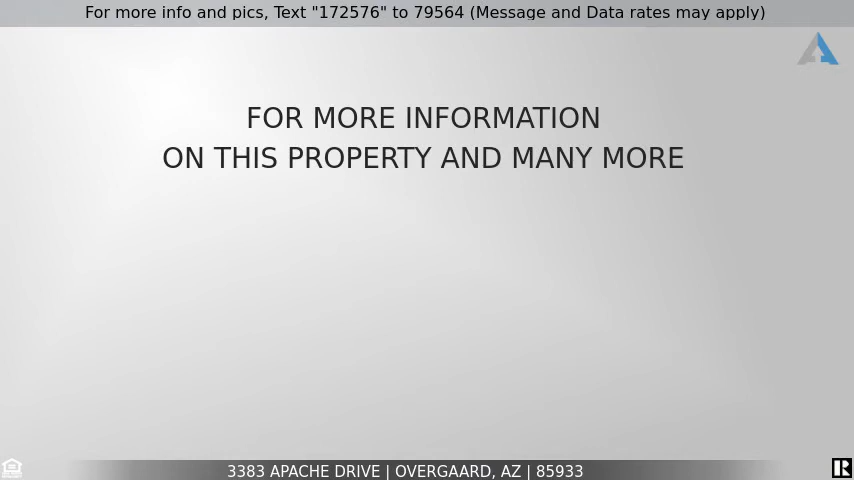 For more info and pics, Text "172576" to 79564 (Message and Data rates may apply)
FOR MORE INFORMATION
ON THIS PROPERTY AND MANY MORE
3383 APACHE DRIVE | OVERGAARD, AZ | 85933